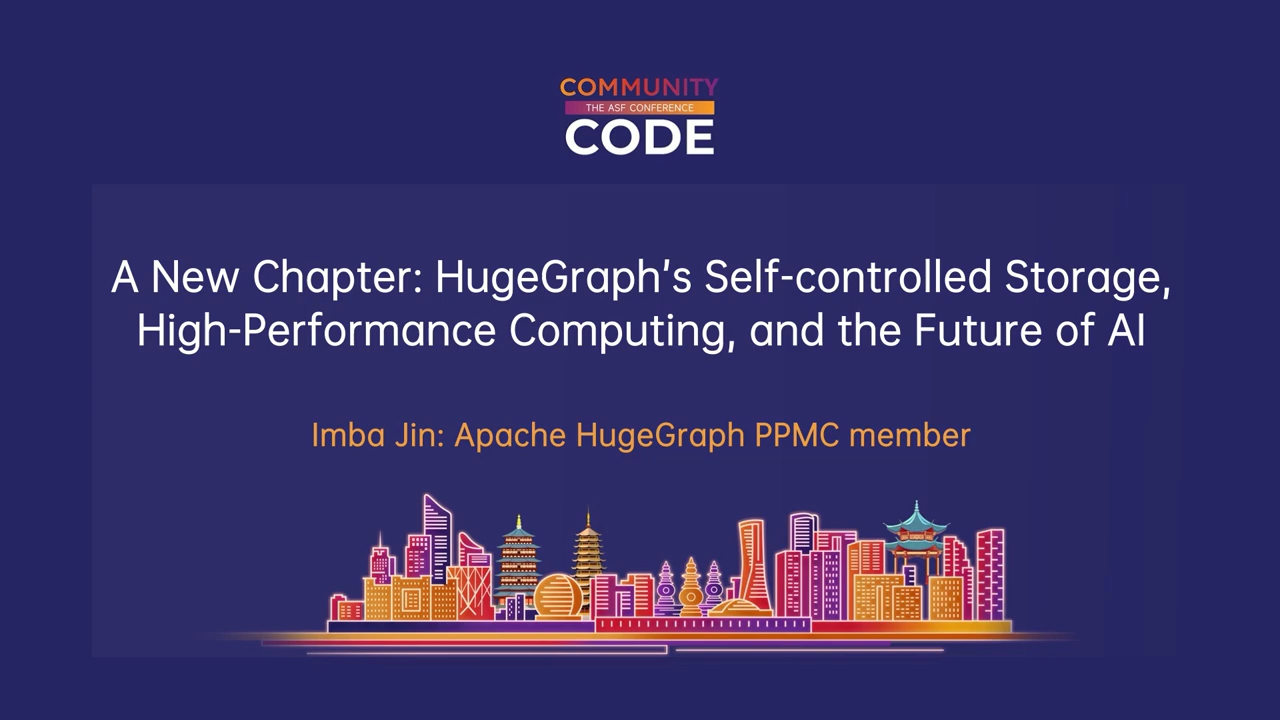 COMMUNITY
THE ASF CONFERENCE
CODE
A New Chapter: HugeGraph's Self-controlled Storage,
High-Performance Computing, and the Future of AI
Imba Jin: Apache HugeGraph PPMC member